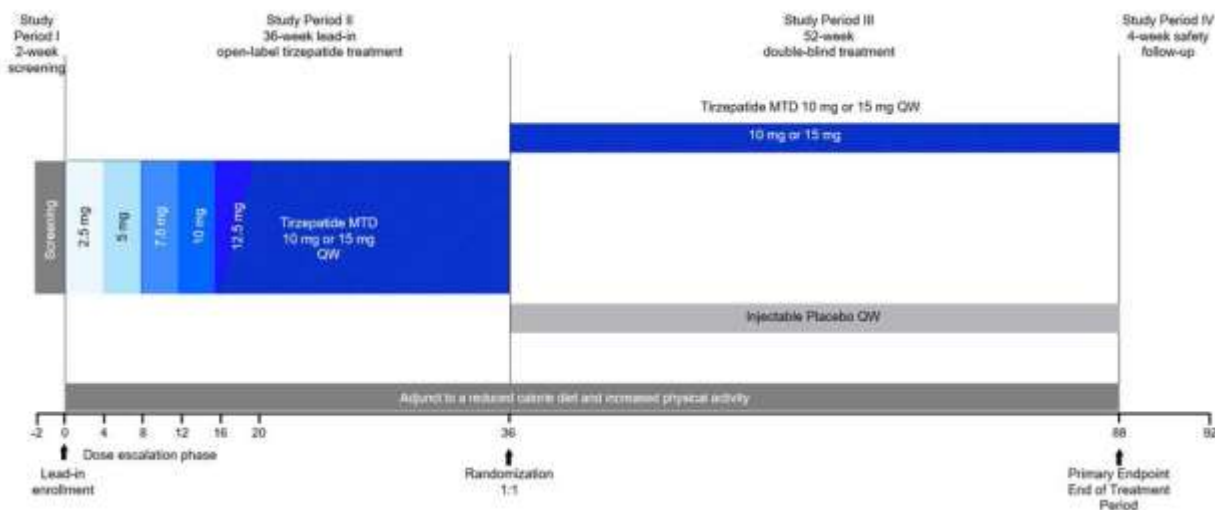 Study
Period I
2-week
screening
Study Period II
36-week lead-in
open-label tirzepatide treatment
Study Period III
52-week
double-blind treatment
Study Period IV
4-week safety
follow-up
Tirzepatide MTD 10 mg or 15 mg QW
10 mg or 15 mg
Screening
2.5 mg
5 mg
7.5 mg
10 mg
12.5 mg
Tirzepatide MTD
10 mg or 15 mg
QW
Injectable Placebo QW
Adjunct to a reduced calorie diet and increased physical activity
-2 0 4 8 12 16 20 36 88 92
Dose escalation phase
Lead-in
enrollment
Randomization
1:1
Primary Endpoint
End of Treatment
Period